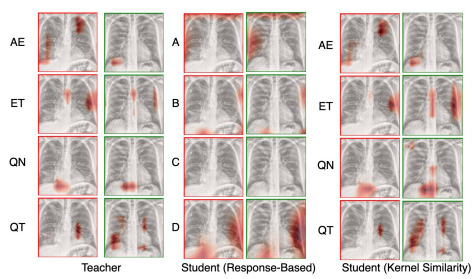 AE A AE
ET B ET
QN C QN
QT D QT
Teacher Student (Response-Based) Student (Kernel Similarity)